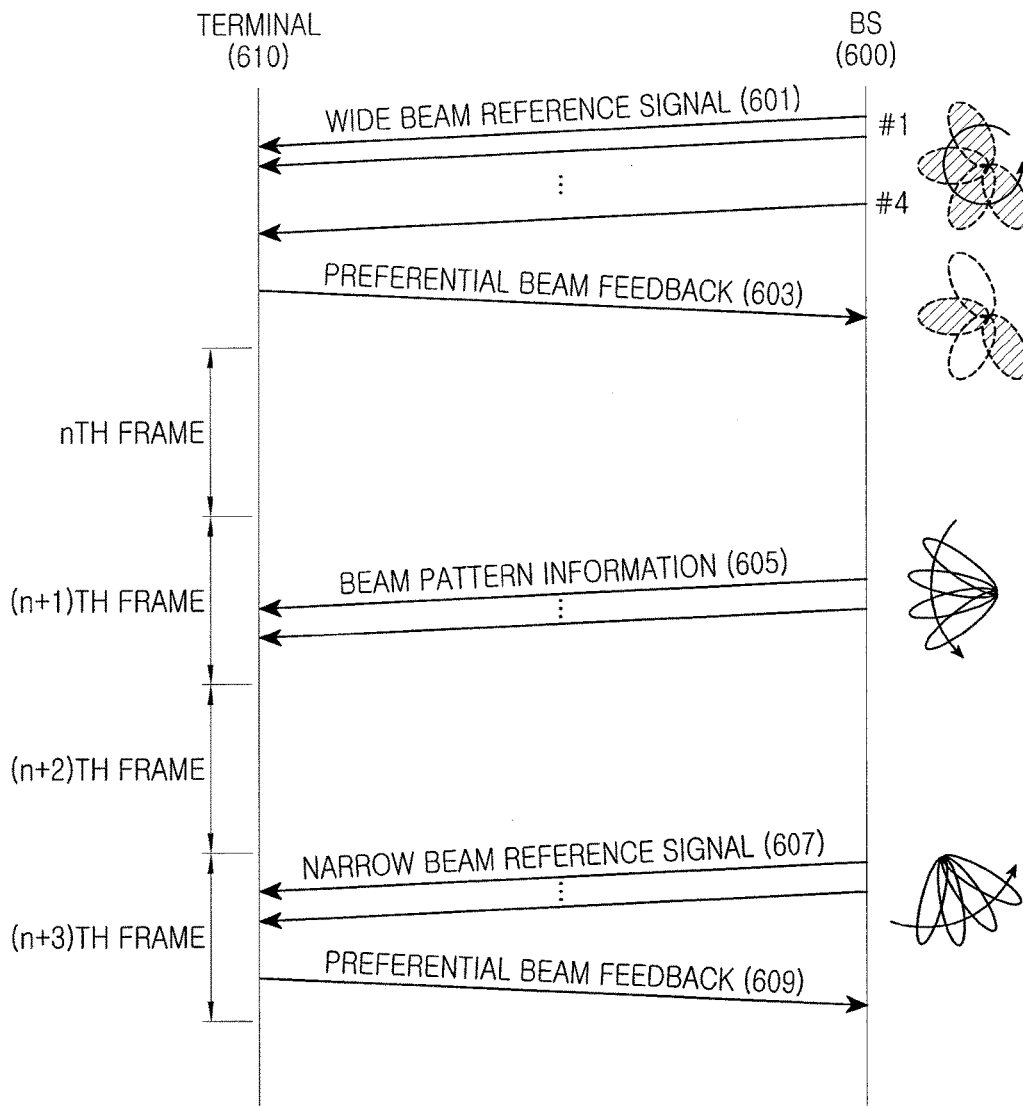 TERMINAL
(610)
BS
(600)
WIDE BEAM REFERENCE SIGNAL (601)
#1
#4
PREFERENTIAL BEAM FEEDBACK (603)
nTH FRAME
BEAM PATTERN INFORMATION (605)
(n+1)TH FRAME
(n+2)TH FRAME
NARROW BEAM REFERENCE SIGNAL (607)
(n+3)TH FRAME
PREFERENTIAL BEAM FEEDBACK (609)